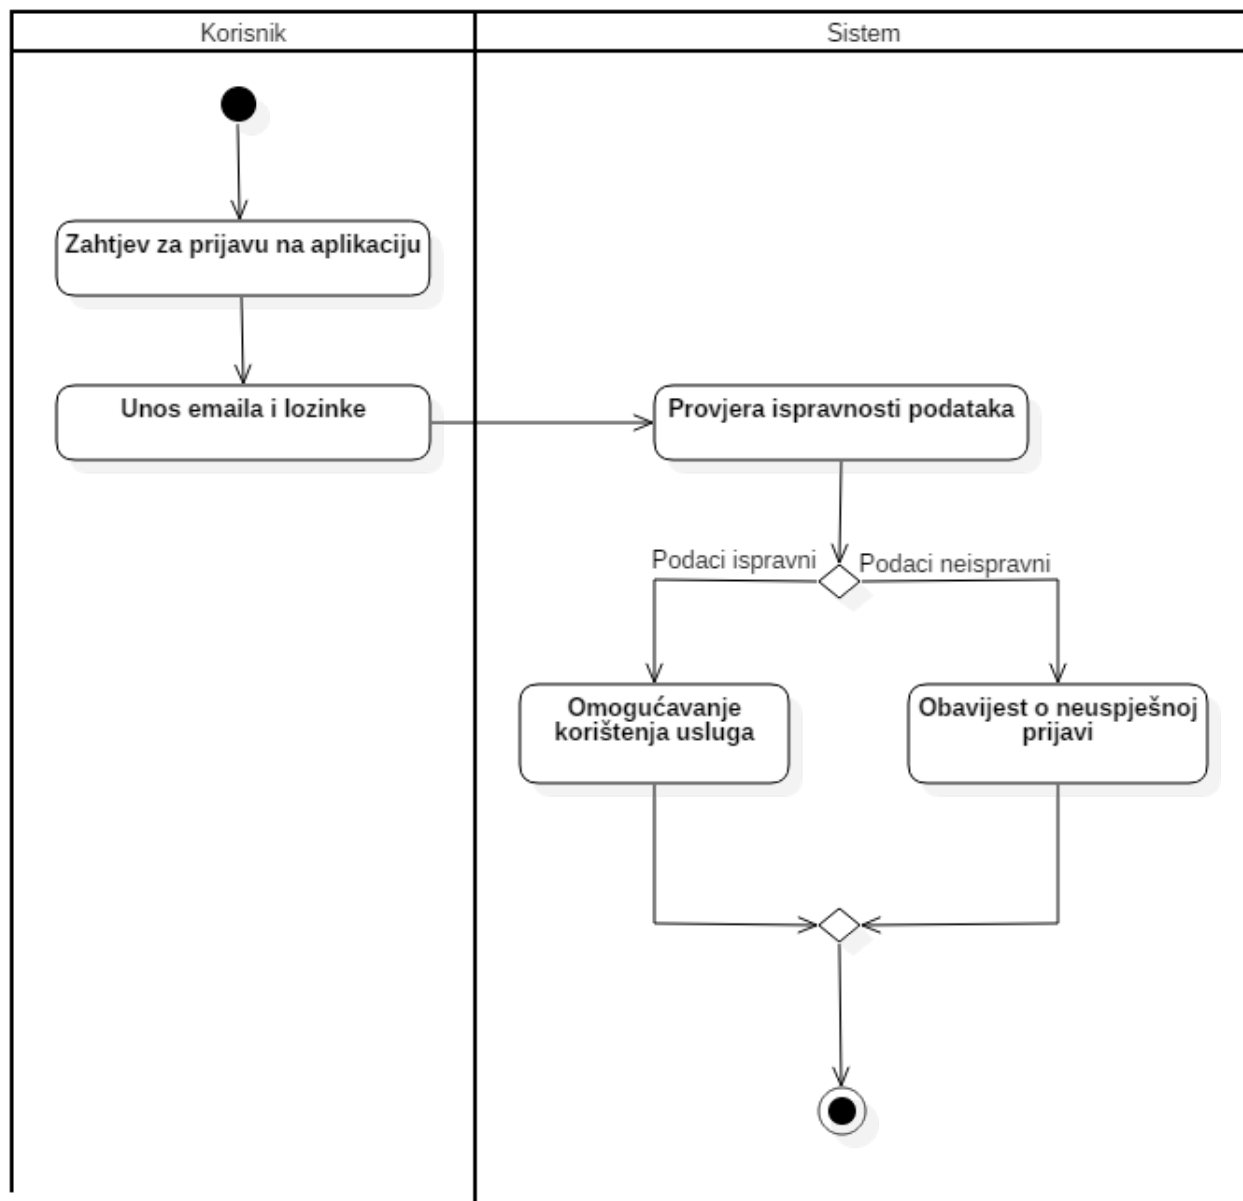 Korisnik
Sistem
Zahtjev za prijavu na aplikaciju
Unos emaila i lozinke
Provjera ispravnosti podataka
Podaci ispravni
Podaci neispravni
Omogućavanje
korištenja usluga
Obavijest o neuspješnoj
prijavi